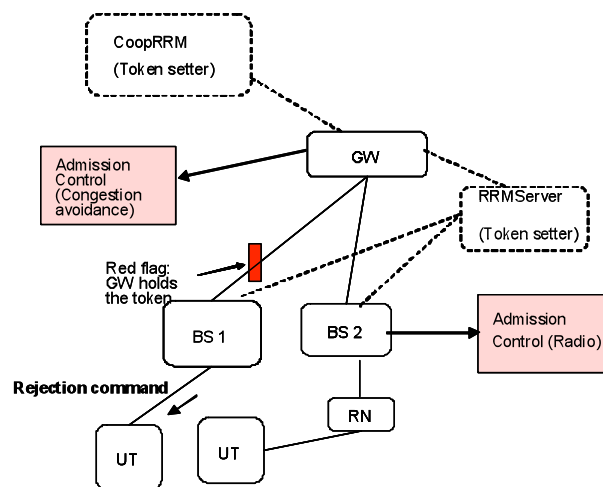 CoopRRM
(Token setter)
GW
Admission
Control
(Congestion
avoidance)
RRMServer
(Token setter)
Red flag:
GW holds
the token
BS 1
BS 2
Admission
Control (Radio)
Rejection command
RN
UT
UT